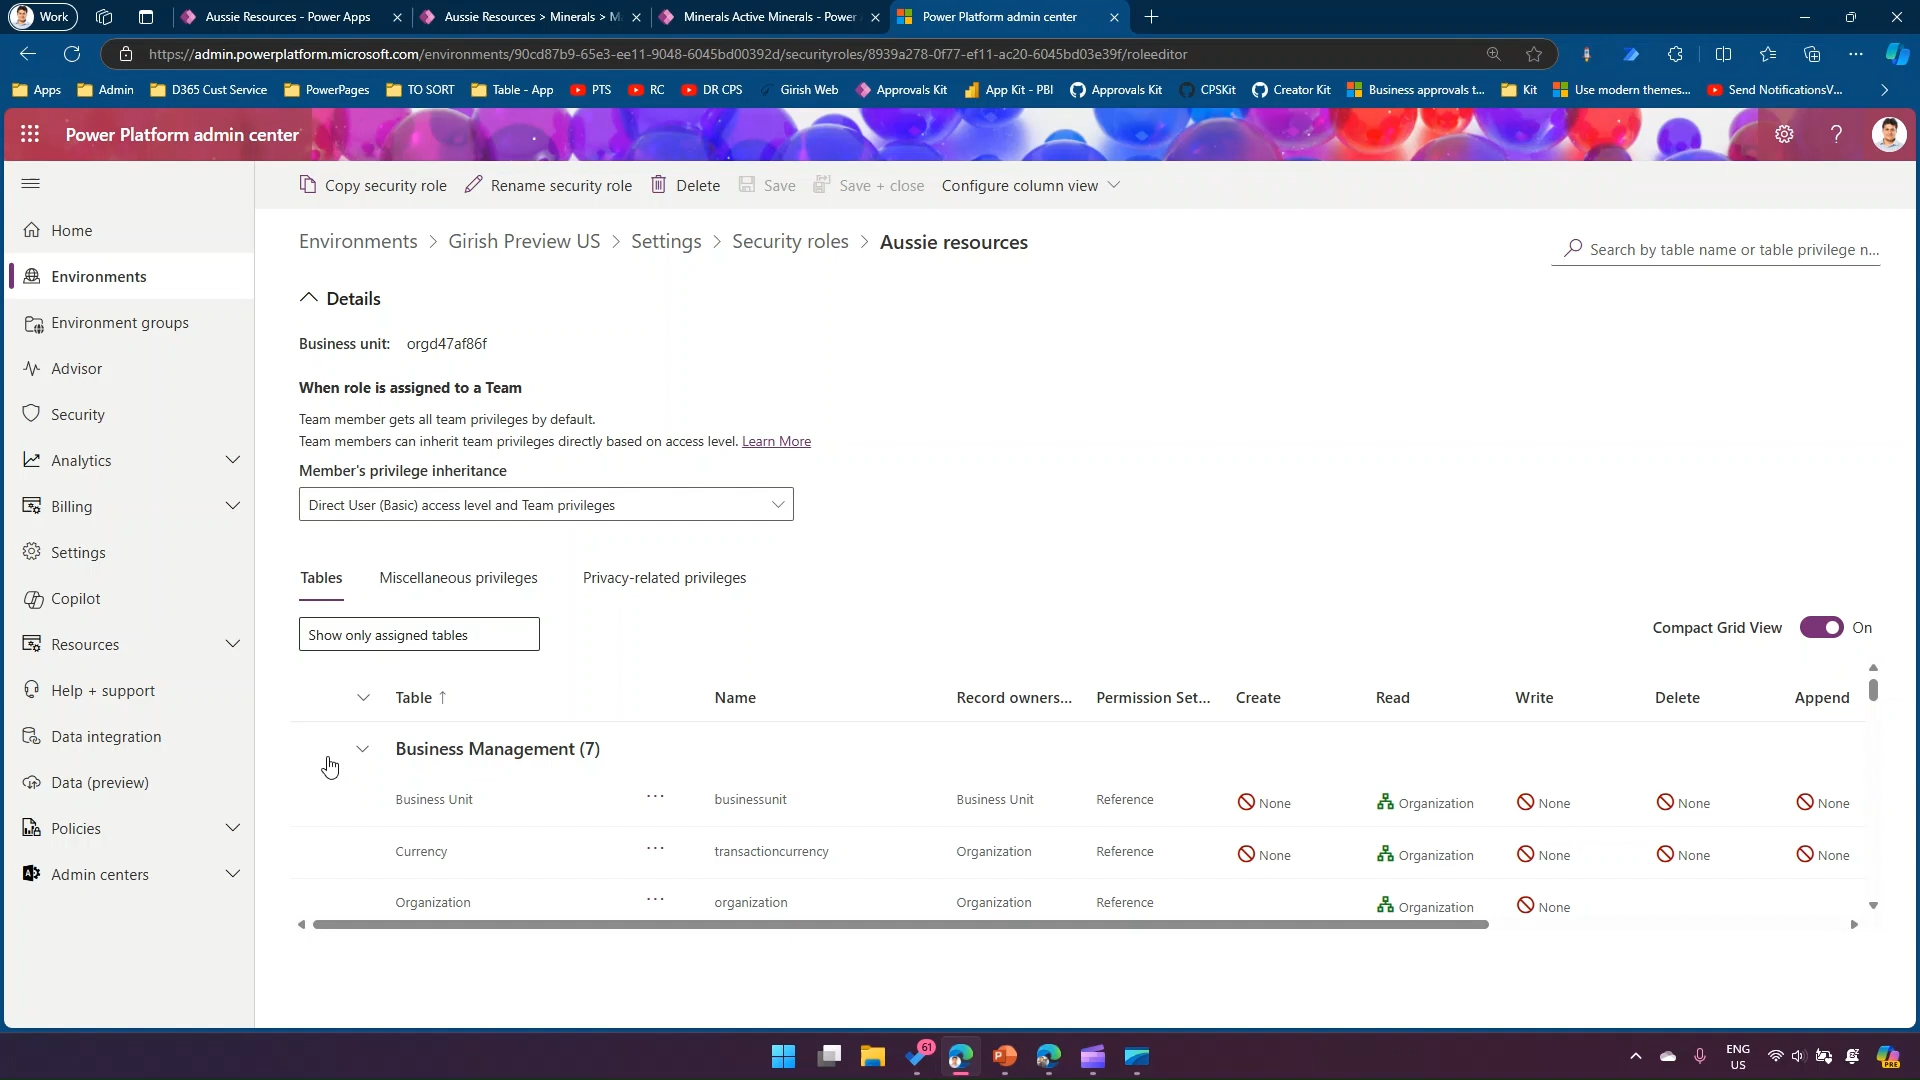 Work
Aussie Resources - Power Apps
Aussie Resources > Minerals > M
Minerals Active Minerals - Power
Power Platform admin center
https://admin.powerplatform.microsoft.com/environments/90cd87b9-65e3-ee11-9048-6045bd00392d/securityroles/8939a278-0f77-ef11-ac20-6045bd03e39f/roleeditor
Apps
Admin
D365 Cust Service
PowerPages
TO SORT
Table - App
PTS
RC
DR CPS
Girish Web
Approvals Kit
App Kit - PBI
Approvals Kit
CPSKit
Creator Kit
Business approvals t...
Kit
Use modern themes...
Send NotificationsV...
Power Platform admin center
Copy security role
Rename security role
Delete
Save
Save + close
Configure column view
Home
Environments
Environment groups
Advisor
Security
Analytics
Billing
Settings
Copilot
Resources
Help + support
Data integration
Data (preview)
Policies
Admin centers
Environments > Girish Preview US > Settings > Security roles > Aussie resources
Search by table name or table privilege n...
Details
Business unit: orgd47af86f
When role is assigned to a Team
Team member gets all team privileges by default.
Team members can inherit team privileges directly based on access level. Learn More
Member's privilege inheritance
Direct User (Basic) access level and Team privileges
Tables
Miscellaneous privileges
Privacy-related privileges
Show only assigned tables
Compact Grid View
On
Table ↑ Name Record owners... Permission Set... Create Read Write Delete Append
Business Management (7)
Business Unit ... businessunit Business Unit Reference None Organization None None None
Currency ... transactioncurrency Organization Reference None Organization None None None
Organization ... organization Organization Reference Organization None
61
ENG
US
PRE